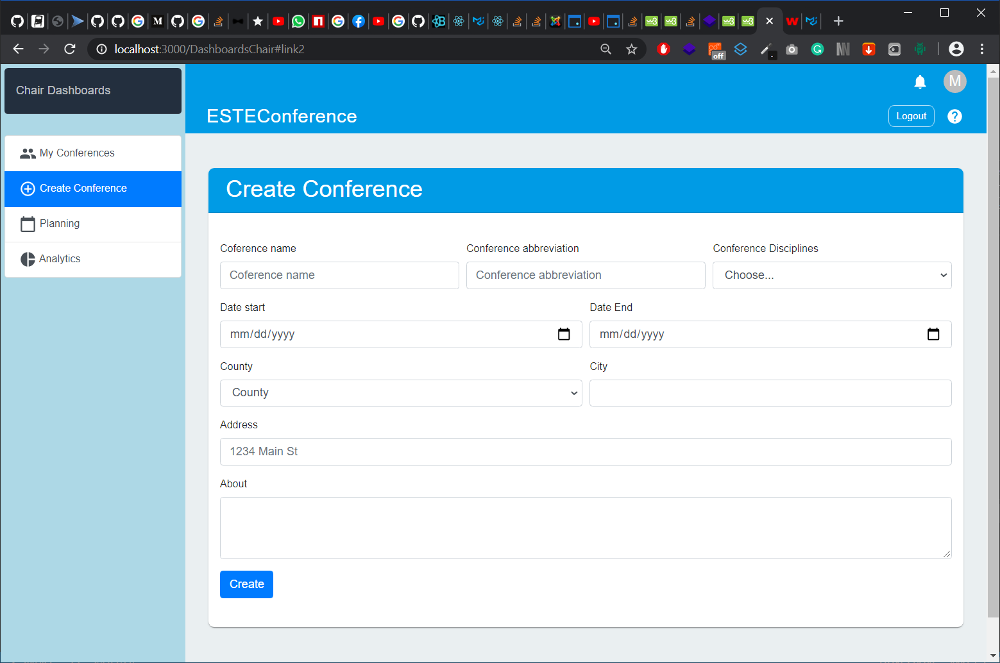 localhost:3000/DashboardsChair#link2
off
Chair Dashboards
M
ESTEConference
Logout
My Conferences
Create Conference
Planning
Analytics
Create Conference
Coference name
Conference abbreviation
Conference Disciplines
Coference name
Conference abbreviation
Choose...
Date start
Date End
mm/dd/yyyy
mm/dd/yyyy
County
City
County
Address
1234 Main St
About
Create